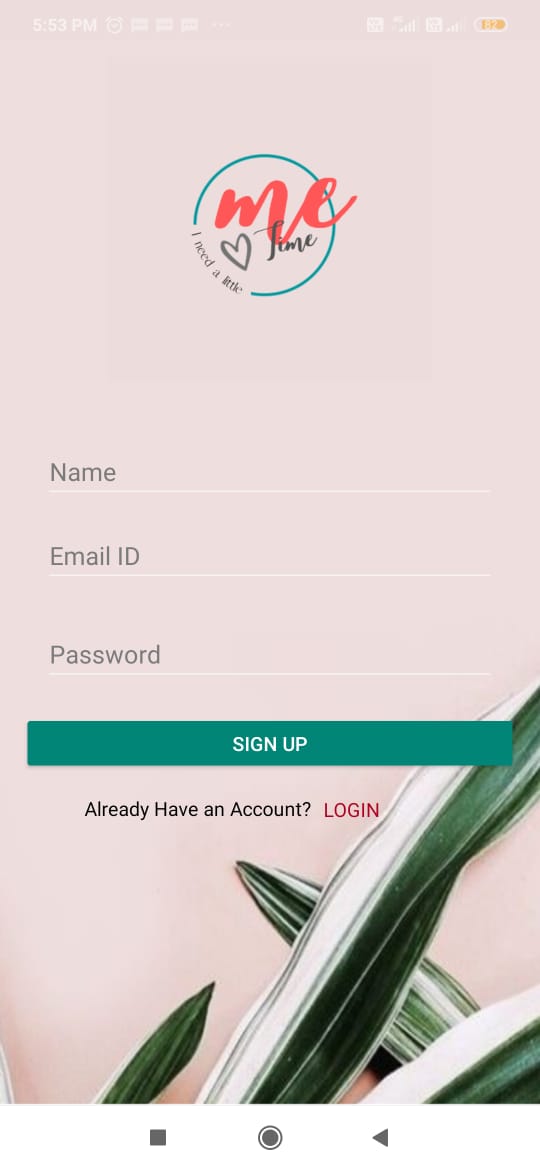 5:53 PM
82
me
Time
I need a little
Name
Email ID
Password
SIGN UP
Already Have an Account? LOGIN